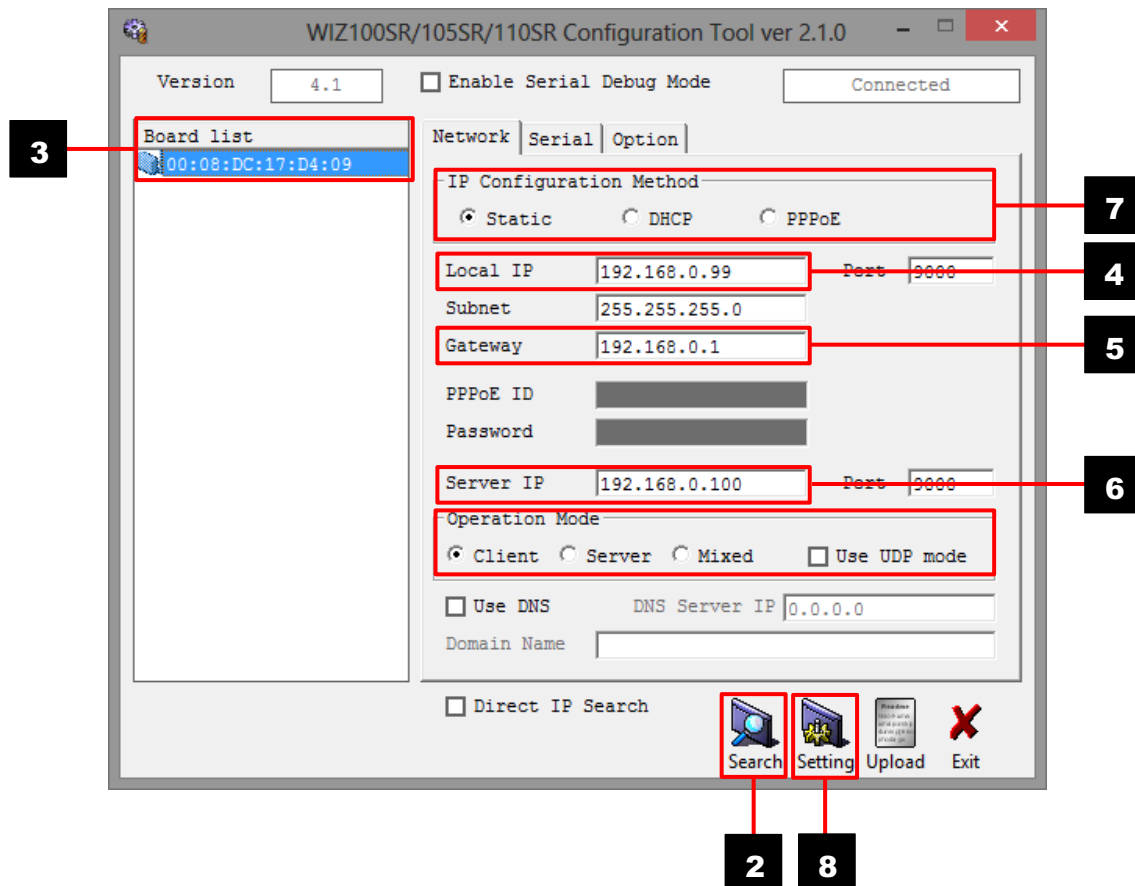 WIZ100SR/105SR/110SR Configuration Tool ver 2.1.0
Version 4.1 Enable Serial Debug Mode Connected
3
Board list
00:08:DC:17:D4:09
Network Serial Option
IP Configuration Method
Static DHCP PPPoE
7
Local IP 192.168.0.99 Port
4
Subnet 255.255.255.0
Gateway 192.168.0.1
5
PPPoE ID
Password
Server IP 192.168.0.100 Port
6
Operation Mode
Client Server Mixed Use UDP mode
Use DNS DNS Server IP 0.0.0.0
Domain Name
Direct IP Search
Readme
Search Setting Upload Exit
2 8